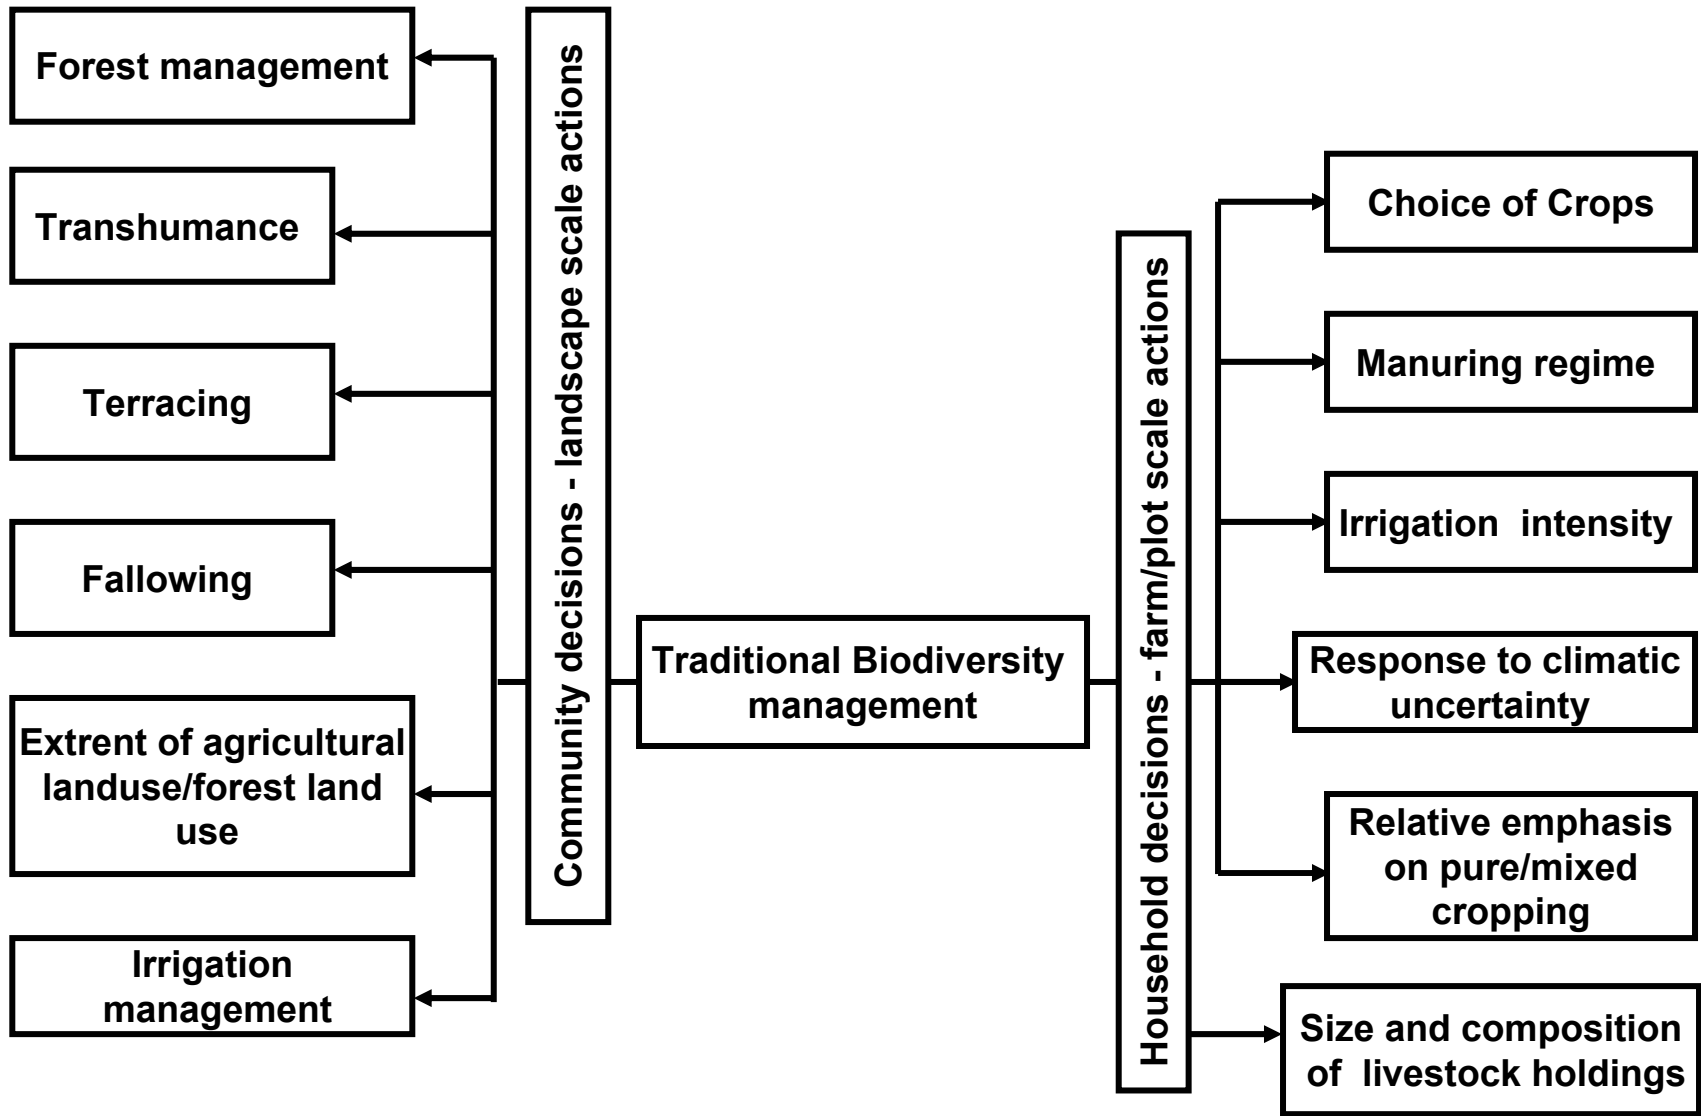 Forest management
Transhumance
Terracing
Fallowing
Extrent of agricultural
landuse/forest land
use
Irrigation
management
Community decisions - landscape scale actions
Traditional Biodiversity
management
Household decisions - farm/plot scale actions
Choice of Crops
Manuring regime
Irrigation intensity
Response to climatic
uncertainty
Relative emphasis
on pure/mixed
cropping
Size and composition
of livestock holdings